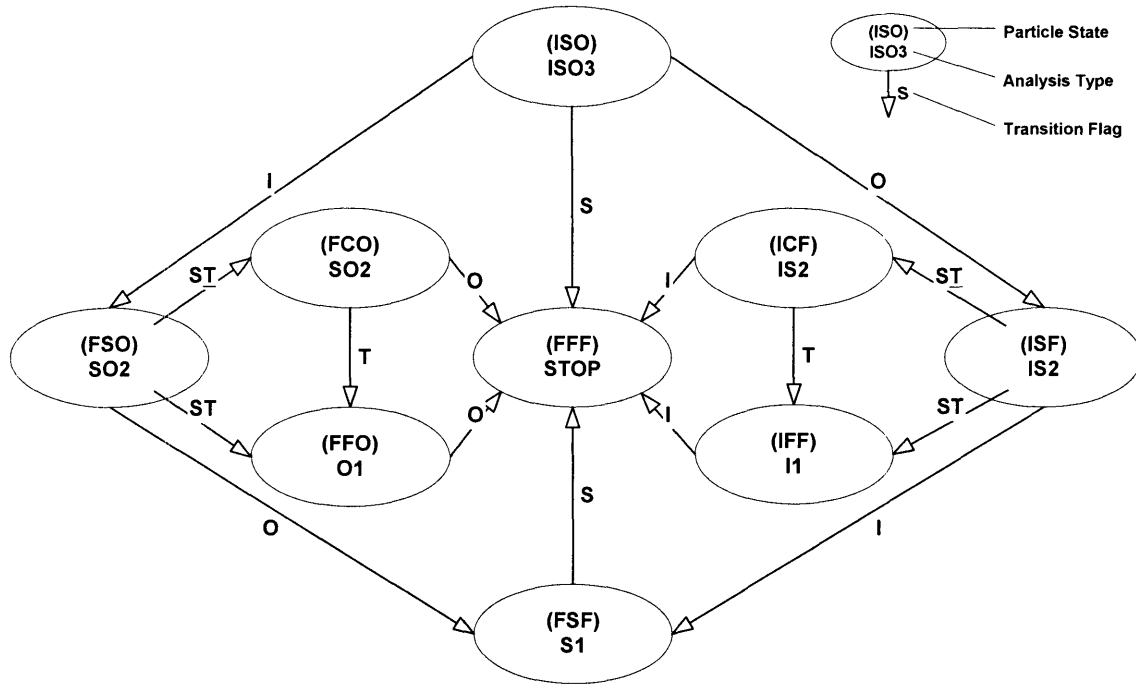 (ISO)
ISO3
(ISO)
ISO3
Particle State
Analysis Type
S
Transition Flag
I
S
O
(FCO)
SO2
(ICF)
IS2
ST
O
I
ST
(FSO)
SO2
T
(FFF)
STOP
T
(ISF)
IS2
ST
O
I
ST
(FFO)
O1
(IFF)
I1
S
O
I
(FSF)
S1